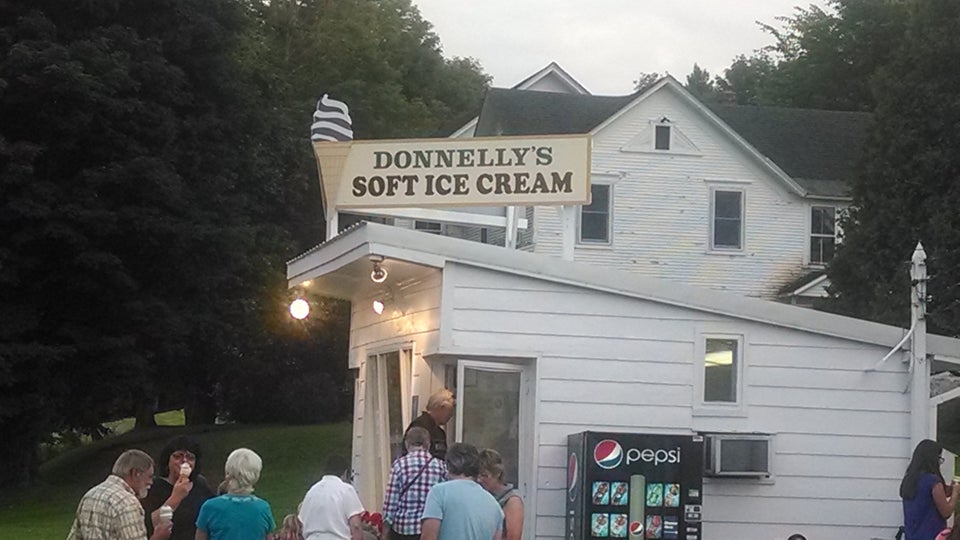 DONNELLY'S
SOFT ICE CREAM
pepsi